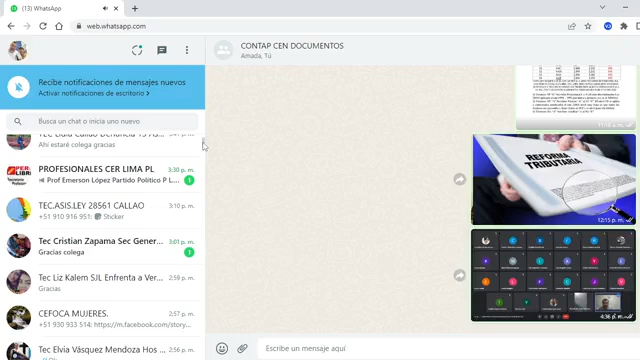 (13) WhatsApp
web.whatsapp.com
CONTAP CEN DOCUMENTOS
Amada, Tú
Recibe notificaciones de mensajes nuevos
Activar notificaciones de escritorio >
Busca un chat o inicia uno nuevo
Ahí estaré colega gracias
PROFESIONALES CER LIMA PL
3:30 p. m.
Prof Emerson López Partido Político P L...
1
TEC.ASIS.LEY 28561 CALLAO
3:10 p. m.
+51 910 916 951: Sticker
Tec Cristian Zapama Sec Gener...
3:01 p. m.
Gracias colega
1
Tec Liz Kalem SJL Enfrenta a Ver...
2:59 p. m.
Gracias
CEFOCA MUJERES.
2:57 p. m.
+51 930 933 514: https://m.facebook.com/story...
Tec Elvia Vásquez Mendoza Hos ...
2:56 p. m.
REFORMA
TRIBUTARIA
12:15 p. m.
4:36 p. m.
Escribe un mensaje aquí